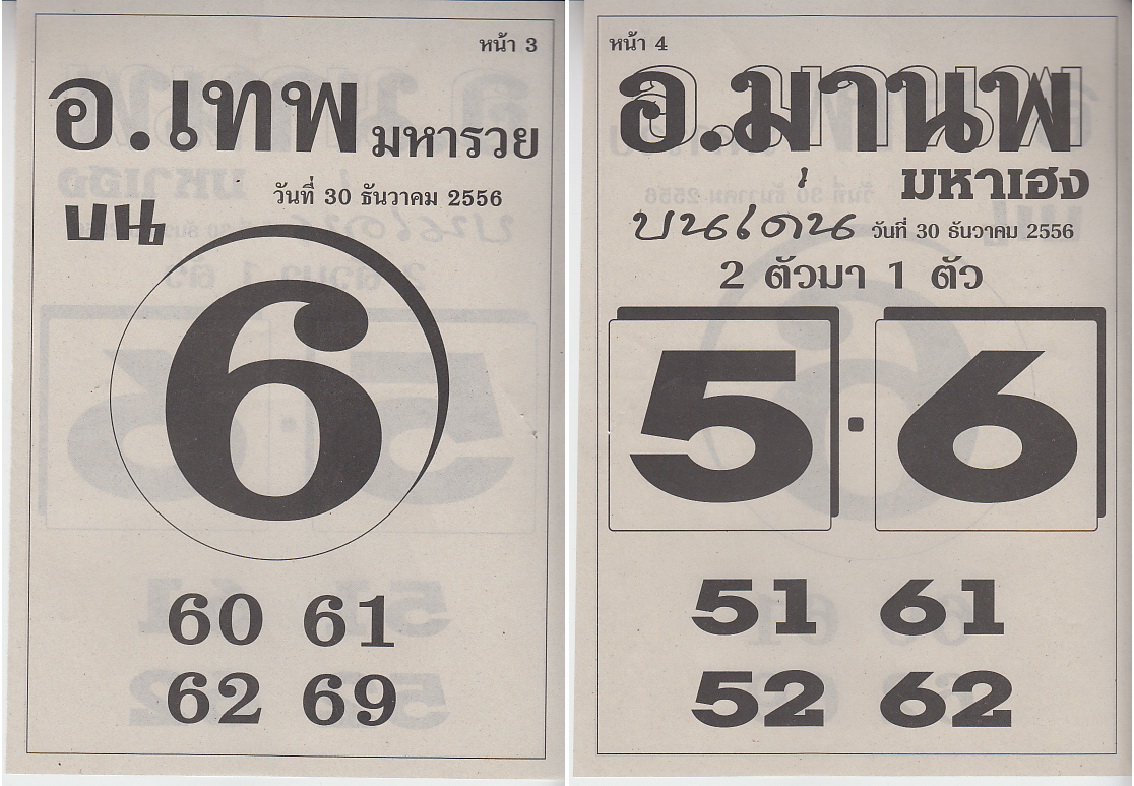 หน้า 3
อ.เทพ มหารวย
วันที่ 30 ธันวาคม 2556
บน
6
60 61
62 69
หน้า 4
อ.มานพ
มหาเฮง
บนเด่น วันที่ 30 ธันวาคม 2556
2 ตัวมา 1 ตัว
5 · 6
51 61
52 62